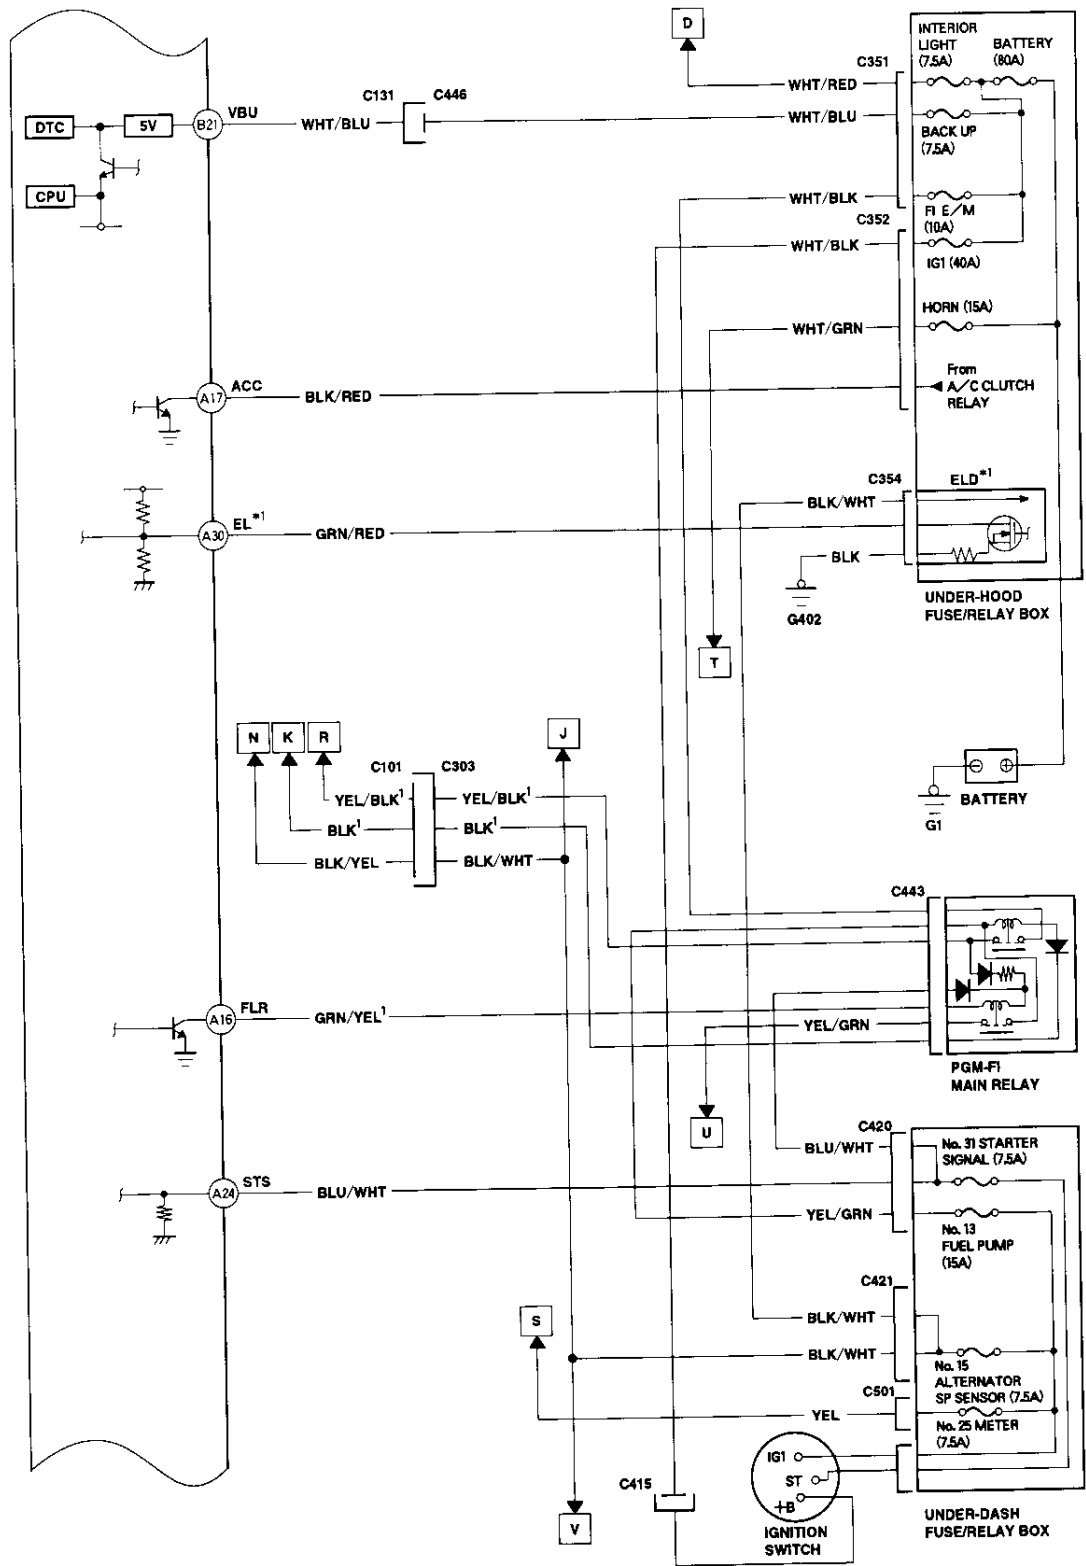 D
INTERIOR
LIGHT
(7.5A)
BATTERY
(80A)
C351
WHT/RED
DTC
5V
B21
VBU
WHT/BLU
C131
C446
WHT/BLU
BACK UP
(7.5A)
CPU
WHT/BLK
FI E/M
(10A)
C352
WHT/BLK
IG1 (40A)
HORN (15A)
WHT/GRN
From
A/C CLUTCH
RELAY
A17
ACC
BLK/RED
C354
ELD*1
BLK/WHT
A30
EL*1
GRN/RED
BLK
G402
UNDER-HOOD
FUSE/RELAY BOX
T
N
K
R
J
C101
C303
YEL/BLK1
YEL/BLK1
BLK1
BLK1
BLK/YEL
BLK/WHT
BATTERY
G1
C443
A16
FLR
GRN/YEL1
YEL/GRN
PGM-FI
MAIN RELAY
U
C420
BLU/WHT
No. 31 STARTER
SIGNAL (7.5A)
A24
STS
BLU/WHT
YEL/GRN
No. 13
FUEL PUMP
(15A)
C421
S
BLK/WHT
BLK/WHT
No. 15
ALTERNATOR
SP SENSOR (7.5A)
C501
YEL
No. 25 METER
(7.5A)
IG1
ST
+B
C415
V
IGNITION
SWITCH
UNDER-DASH
FUSE/RELAY BOX